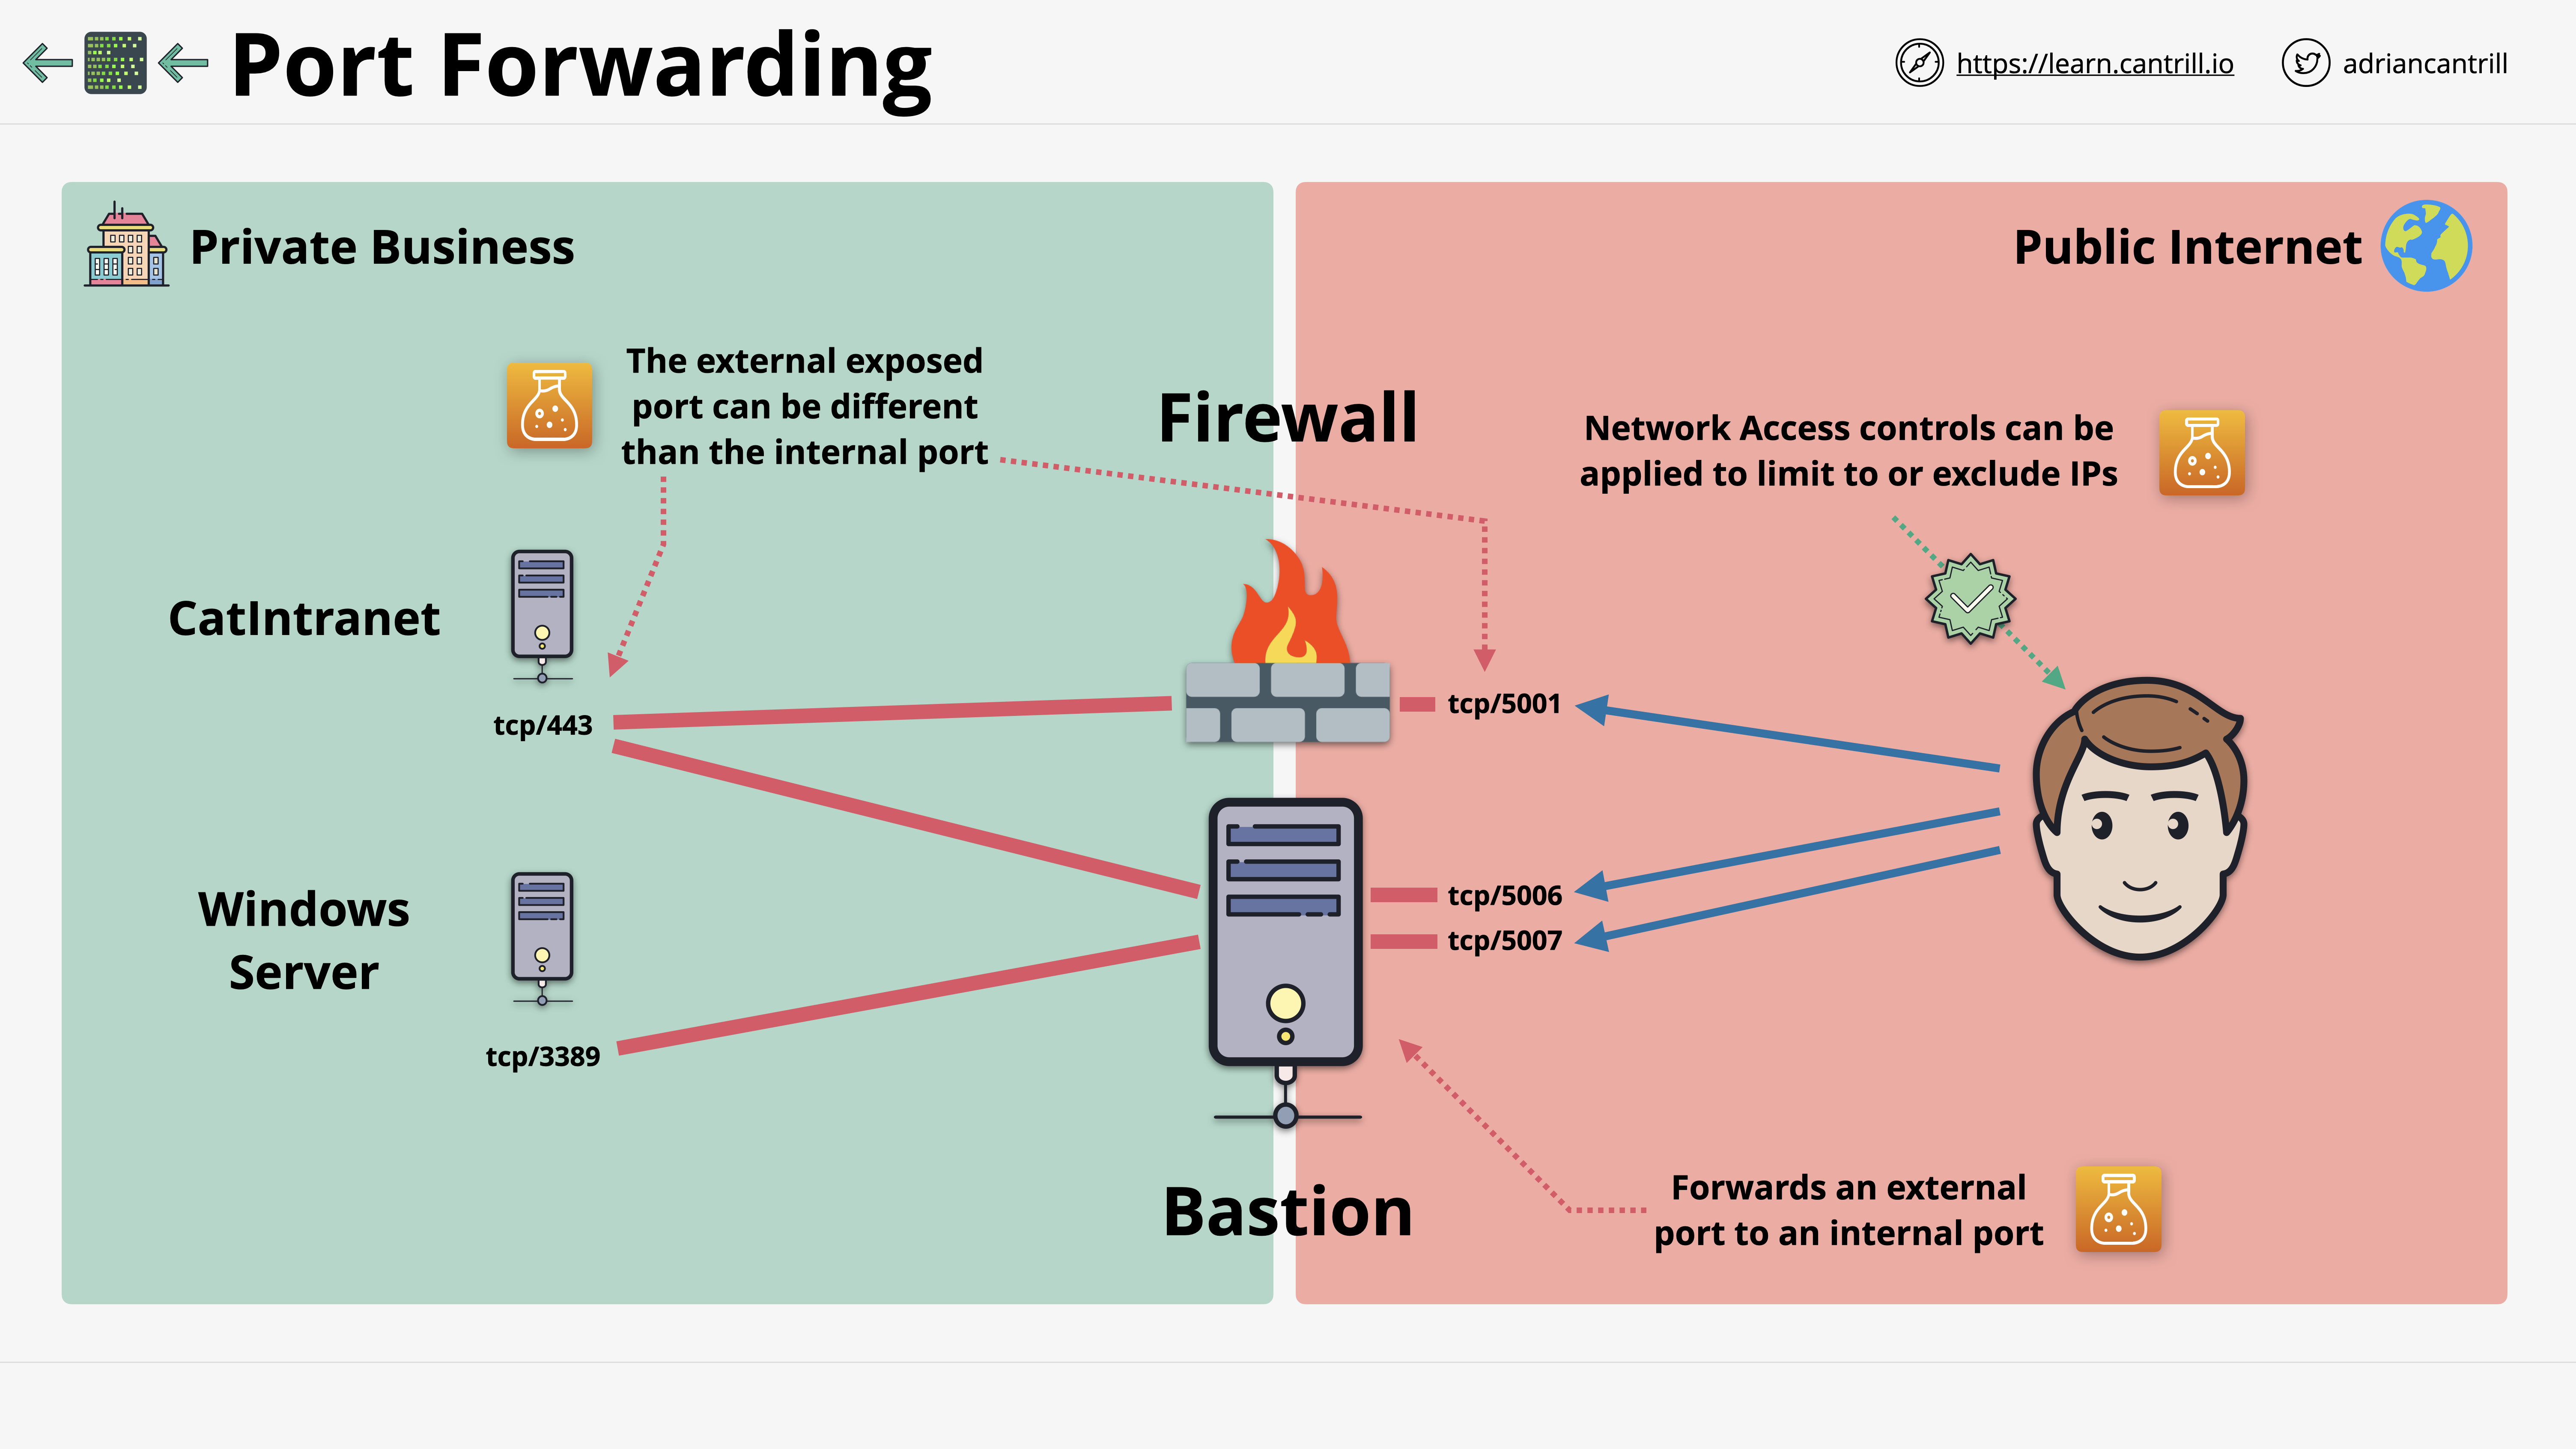 Port Forwarding
https://learn.cantrill.io
adriancantrill
Private Business
Public Internet
The external exposed
port can be different
than the internal port
Firewall
Network Access controls can be
applied to limit to or exclude IPs
CatIntranet
tcp/443
tcp/5001
Windows
Server
tcp/5006
tcp/5007
tcp/3389
Bastion
Forwards an external
port to an internal port